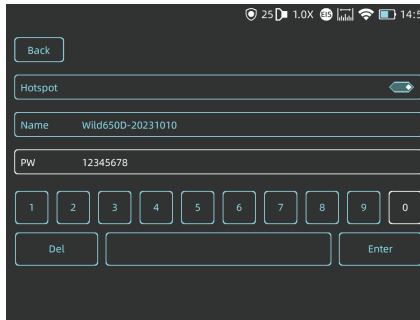 25 1.0X EIS 14:5
Back
Hotspot
Name Wild650D-20231010
PW 12345678
1 2 3 4 5 6 7 8 9 0
Del Enter